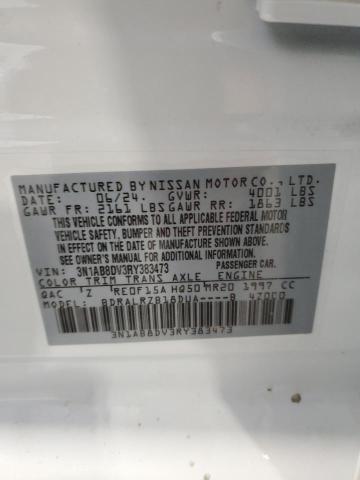 MANUFACTURED BY NISSAN MOTOR CO., LTD.
DATE: 06/24. GVWR: 4001 LBS
GAWR FR: 2161 LBS GAWR RR: 1863 LBS
THIS VEHICLE CONFORMS TO ALL APPLICABLE FEDERAL MOTOR
VEHICLE SAFETY, BUMPER AND THEFT PREVENTION STANDARDS
IN EFFECT ON THE DATE OF MANUFACTURE SHOWN ABOVE.
SEE OWNER'S MANUAL FOR ADDITIONAL INFORMATION.
VIN: 3N1AB8DV3RY383473 PASSENGER CAR.
COLOR TRIM TRANS AXLE ENGINE
QAC Z RE0F15A HQ50 MR20 1997 CC
MODEL: BDRALRZB18DUA----B 4Z0C0
3N1AB8DV3RY383473